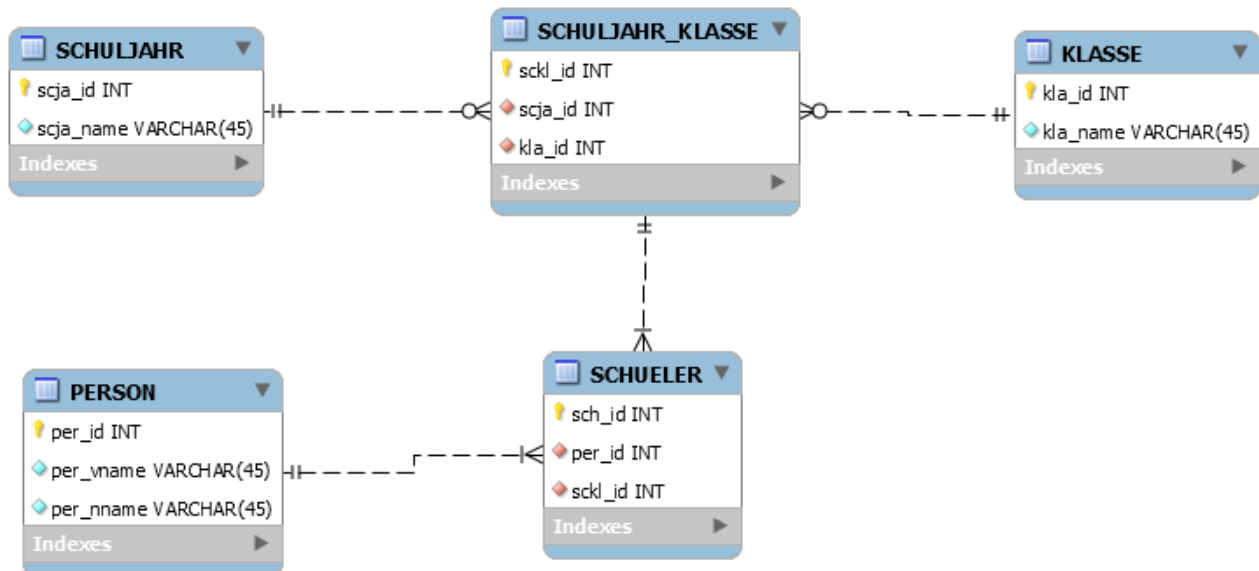 SCHULJAHR
scja_id INT
scja_name VARCHAR(45)
Indexes
SCHULJAHR_KLASSE
sckl_id INT
scja_id INT
kla_id INT
Indexes
KLASSE
kla_id INT
kla_name VARCHAR(45)
Indexes
PERSON
per_id INT
per_vname VARCHAR(45)
per_nname VARCHAR(45)
Indexes
SCHUELER
sch_id INT
per_id INT
sckl_id INT
Indexes